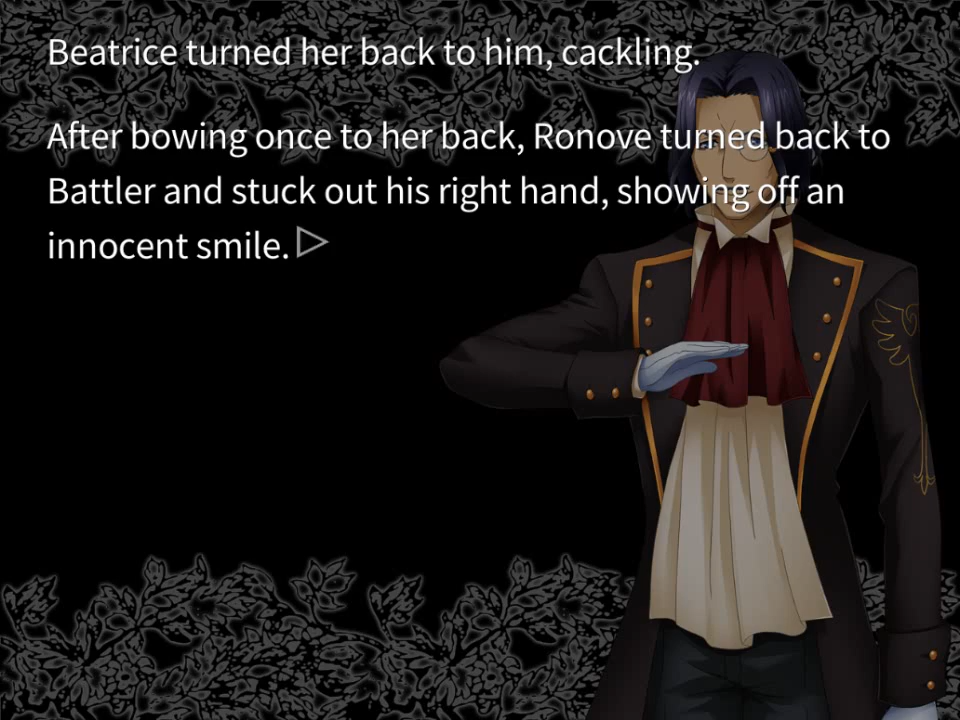 Beatrice turned her back to him, cackling.
After bowing once to her back, Ronove turned back to
Battler and stuck out his right hand, showing off an
innocent smile.